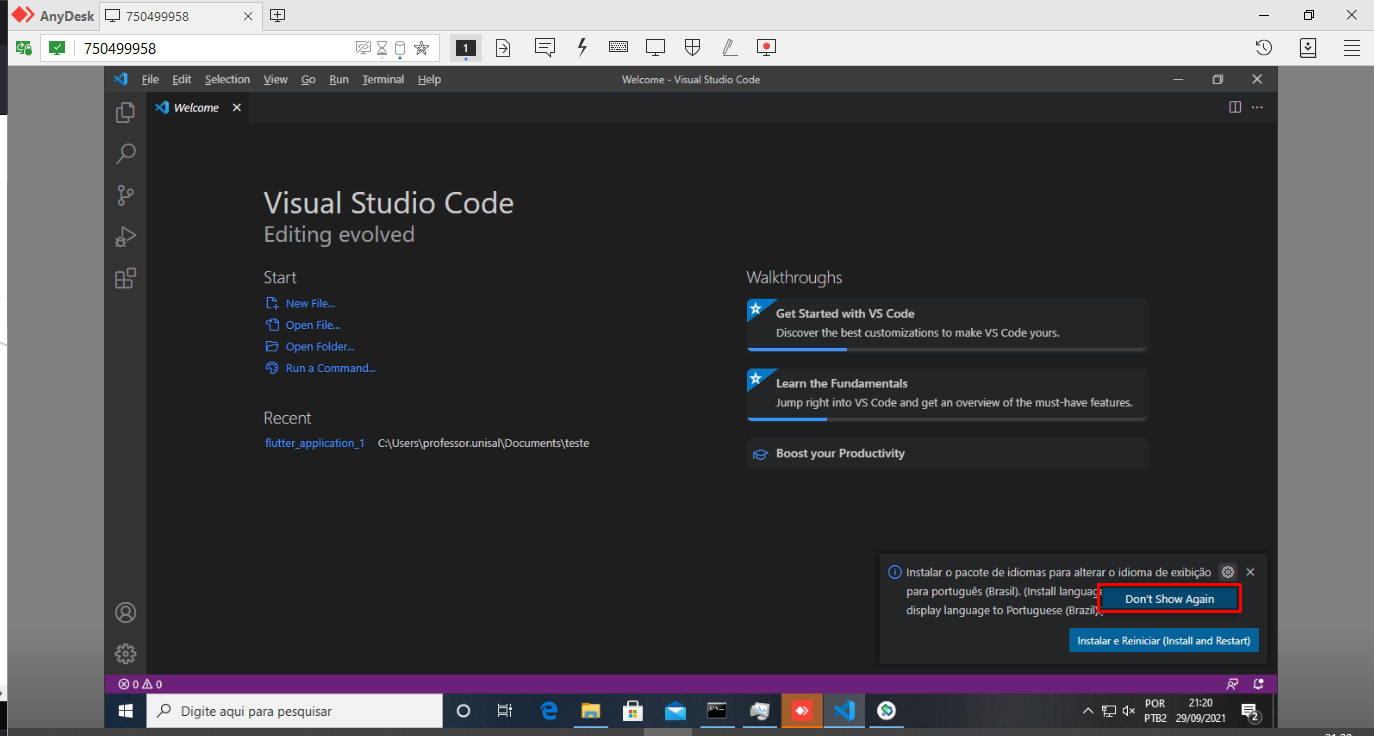 AnyDesk
750499958
750499958
1
File Edit Selection View Go Run Terminal Help
Welcome - Visual Studio Code
Welcome
Visual Studio Code
Editing evolved
Start
New File...
Open File...
Open Folder...
Run a Command...
Recent
flutter_application_1 C:\Users\professor.unisal\Documents\teste
Walkthroughs
Get Started with VS Code
Discover the best customizations to make VS Code yours.
Learn the Fundamentals
Jump right into VS Code and get an overview of the must-have features.
Boost your Productivity
Instalar o pacote de idiomas para alterar o idioma de exibição
para português (Brasil). (Install language
display language to Portuguese (Brazil).
Don't Show Again
Instalar e Reiniciar (Install and Restart)
0 0
Digite aqui para pesquisar
POR
PTB2
21:20
29/09/2021
2